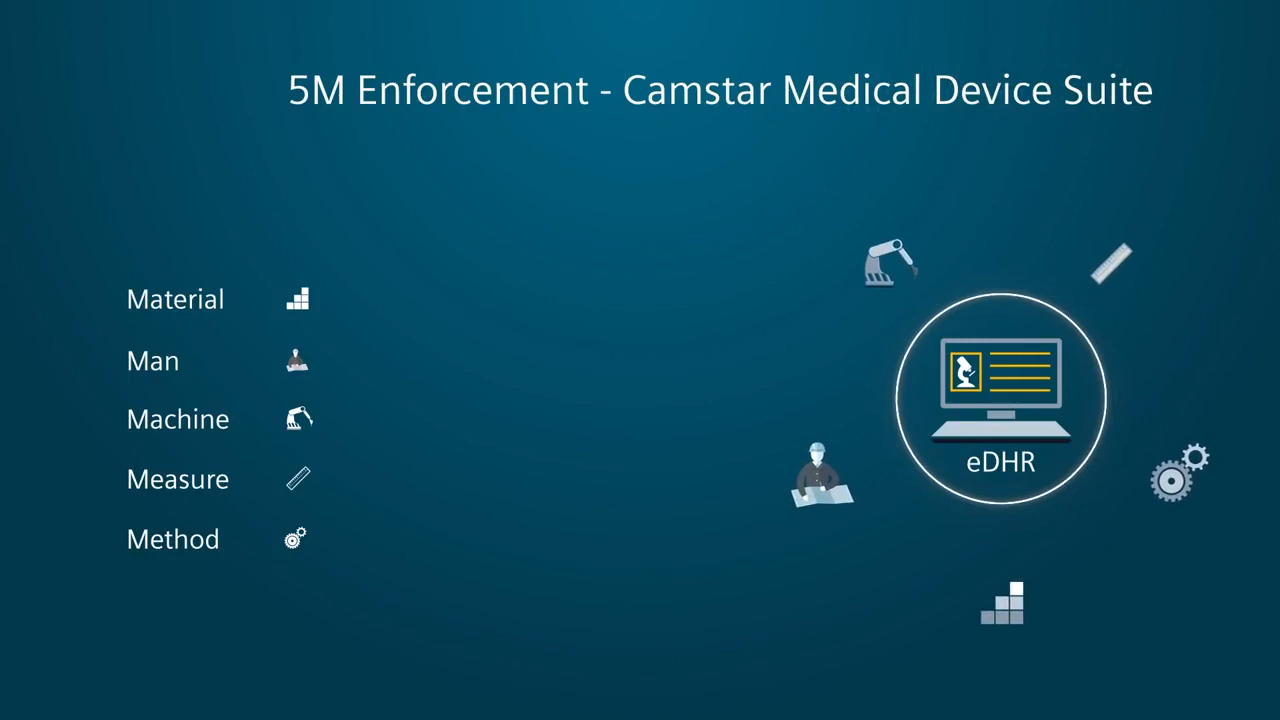 5M Enforcement - Camstar Medical Device Suite
Material
Man
Machine
Measure
Method
eDHR